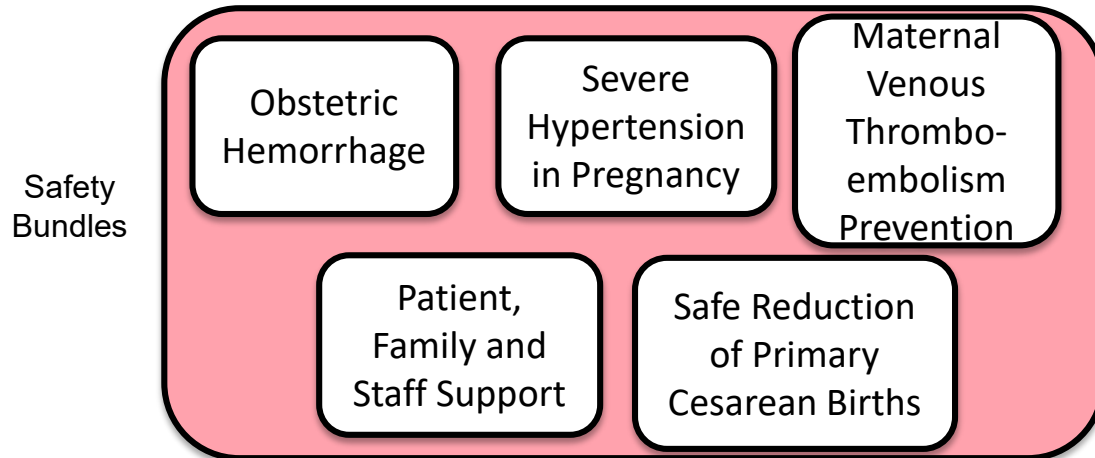 Safety
Bundles
Obstetric
Hemorrhage
Severe
Hypertension
in Pregnancy
Maternal
Venous
Thrombo-
embolism
Prevention
Patient,
Family and
Staff Support
Safe Reduction
of Primary
Cesarean Births